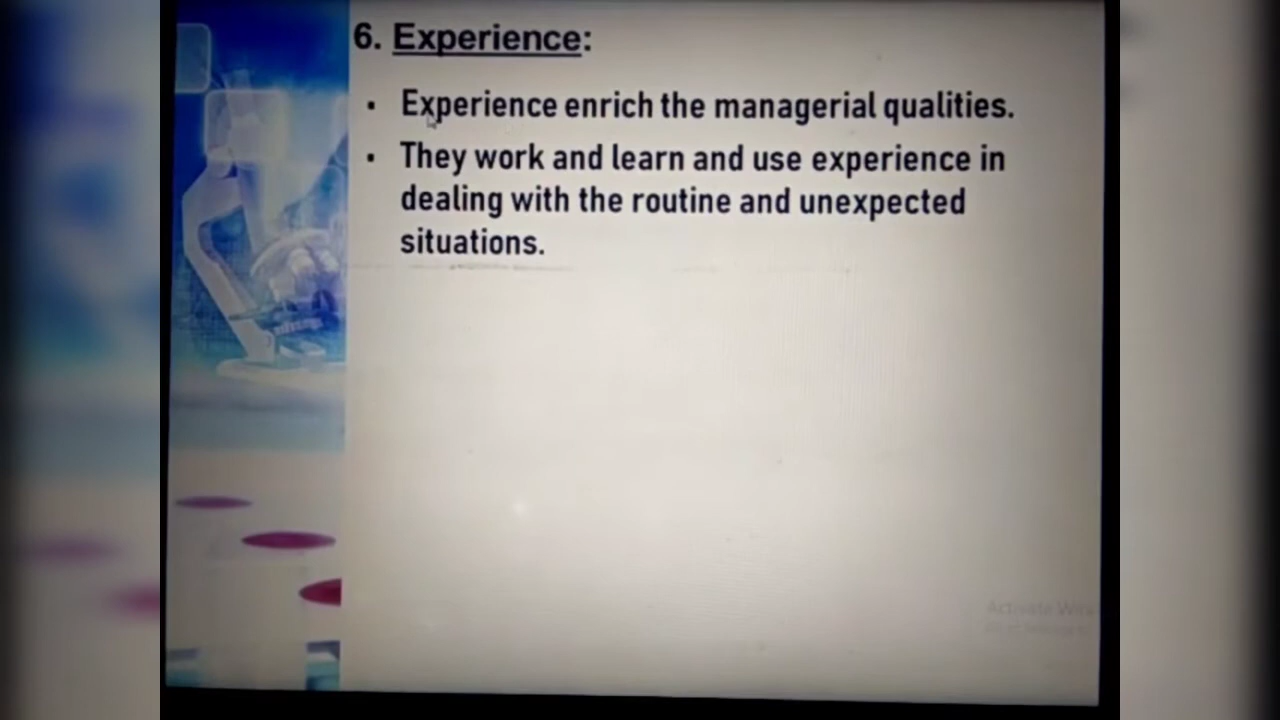 6. Experience:
• Experience enrich the managerial qualities.
• They work and learn and use experience in
dealing with the routine and unexpected
situations.
Activate